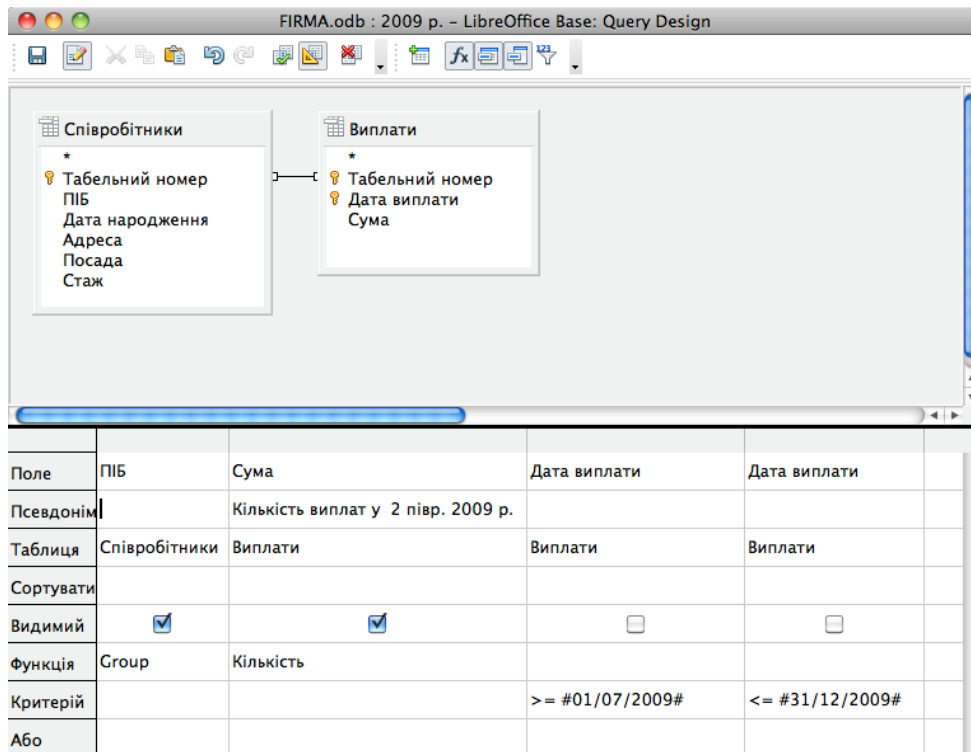 FIRMA.odb : 2009 р. – LibreOffice Base: Query Design
fx 123
Співробітники
*
Табельний номер
ПІБ
Дата народження
Адреса
Посада
Стаж
Виплати
*
Табельний номер
Дата виплати
Сума
Поле ПІБ Сума Дата виплати Дата виплати
Псевдонім Кількість виплат у 2 півр. 2009 р.
Таблиця Співробітники Виплати Виплати Виплати
Сортувати
Видимий
Функція Group Кількість
Критерій >= #01/07/2009# <= #31/12/2009#
Або